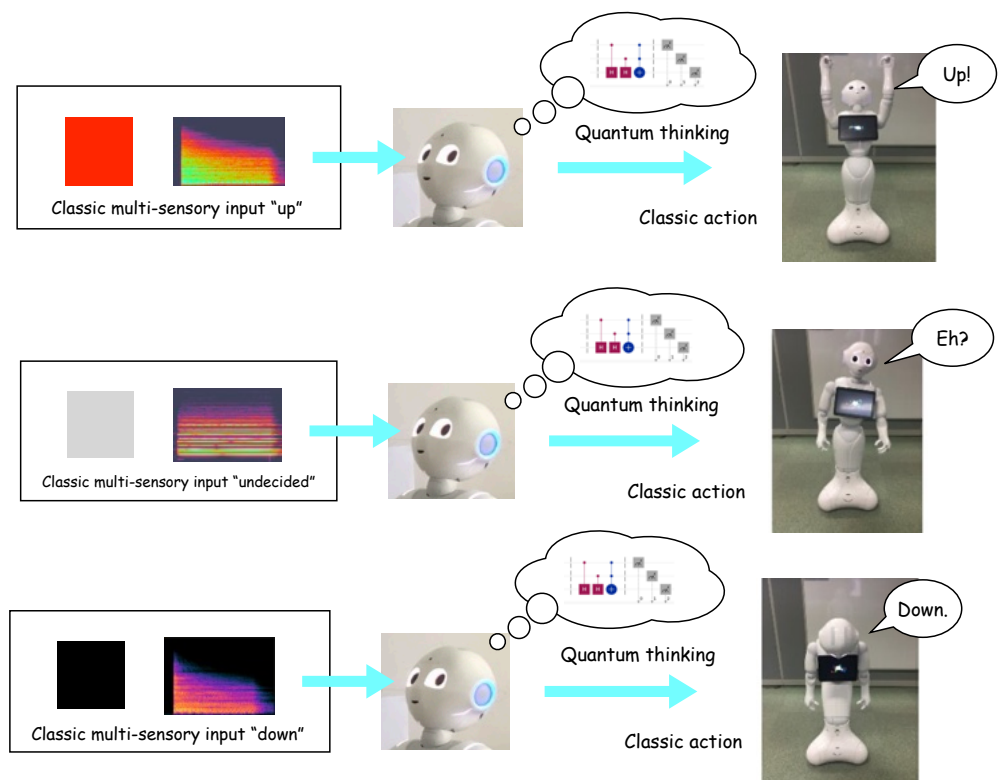 Up!
Quantum thinking
Classic multi-sensory input “up”
Classic action
Eh?
Quantum thinking
Classic multi-sensory input “undecided”
Classic action
Down.
Quantum thinking
Classic multi-sensory input “down”
Classic action